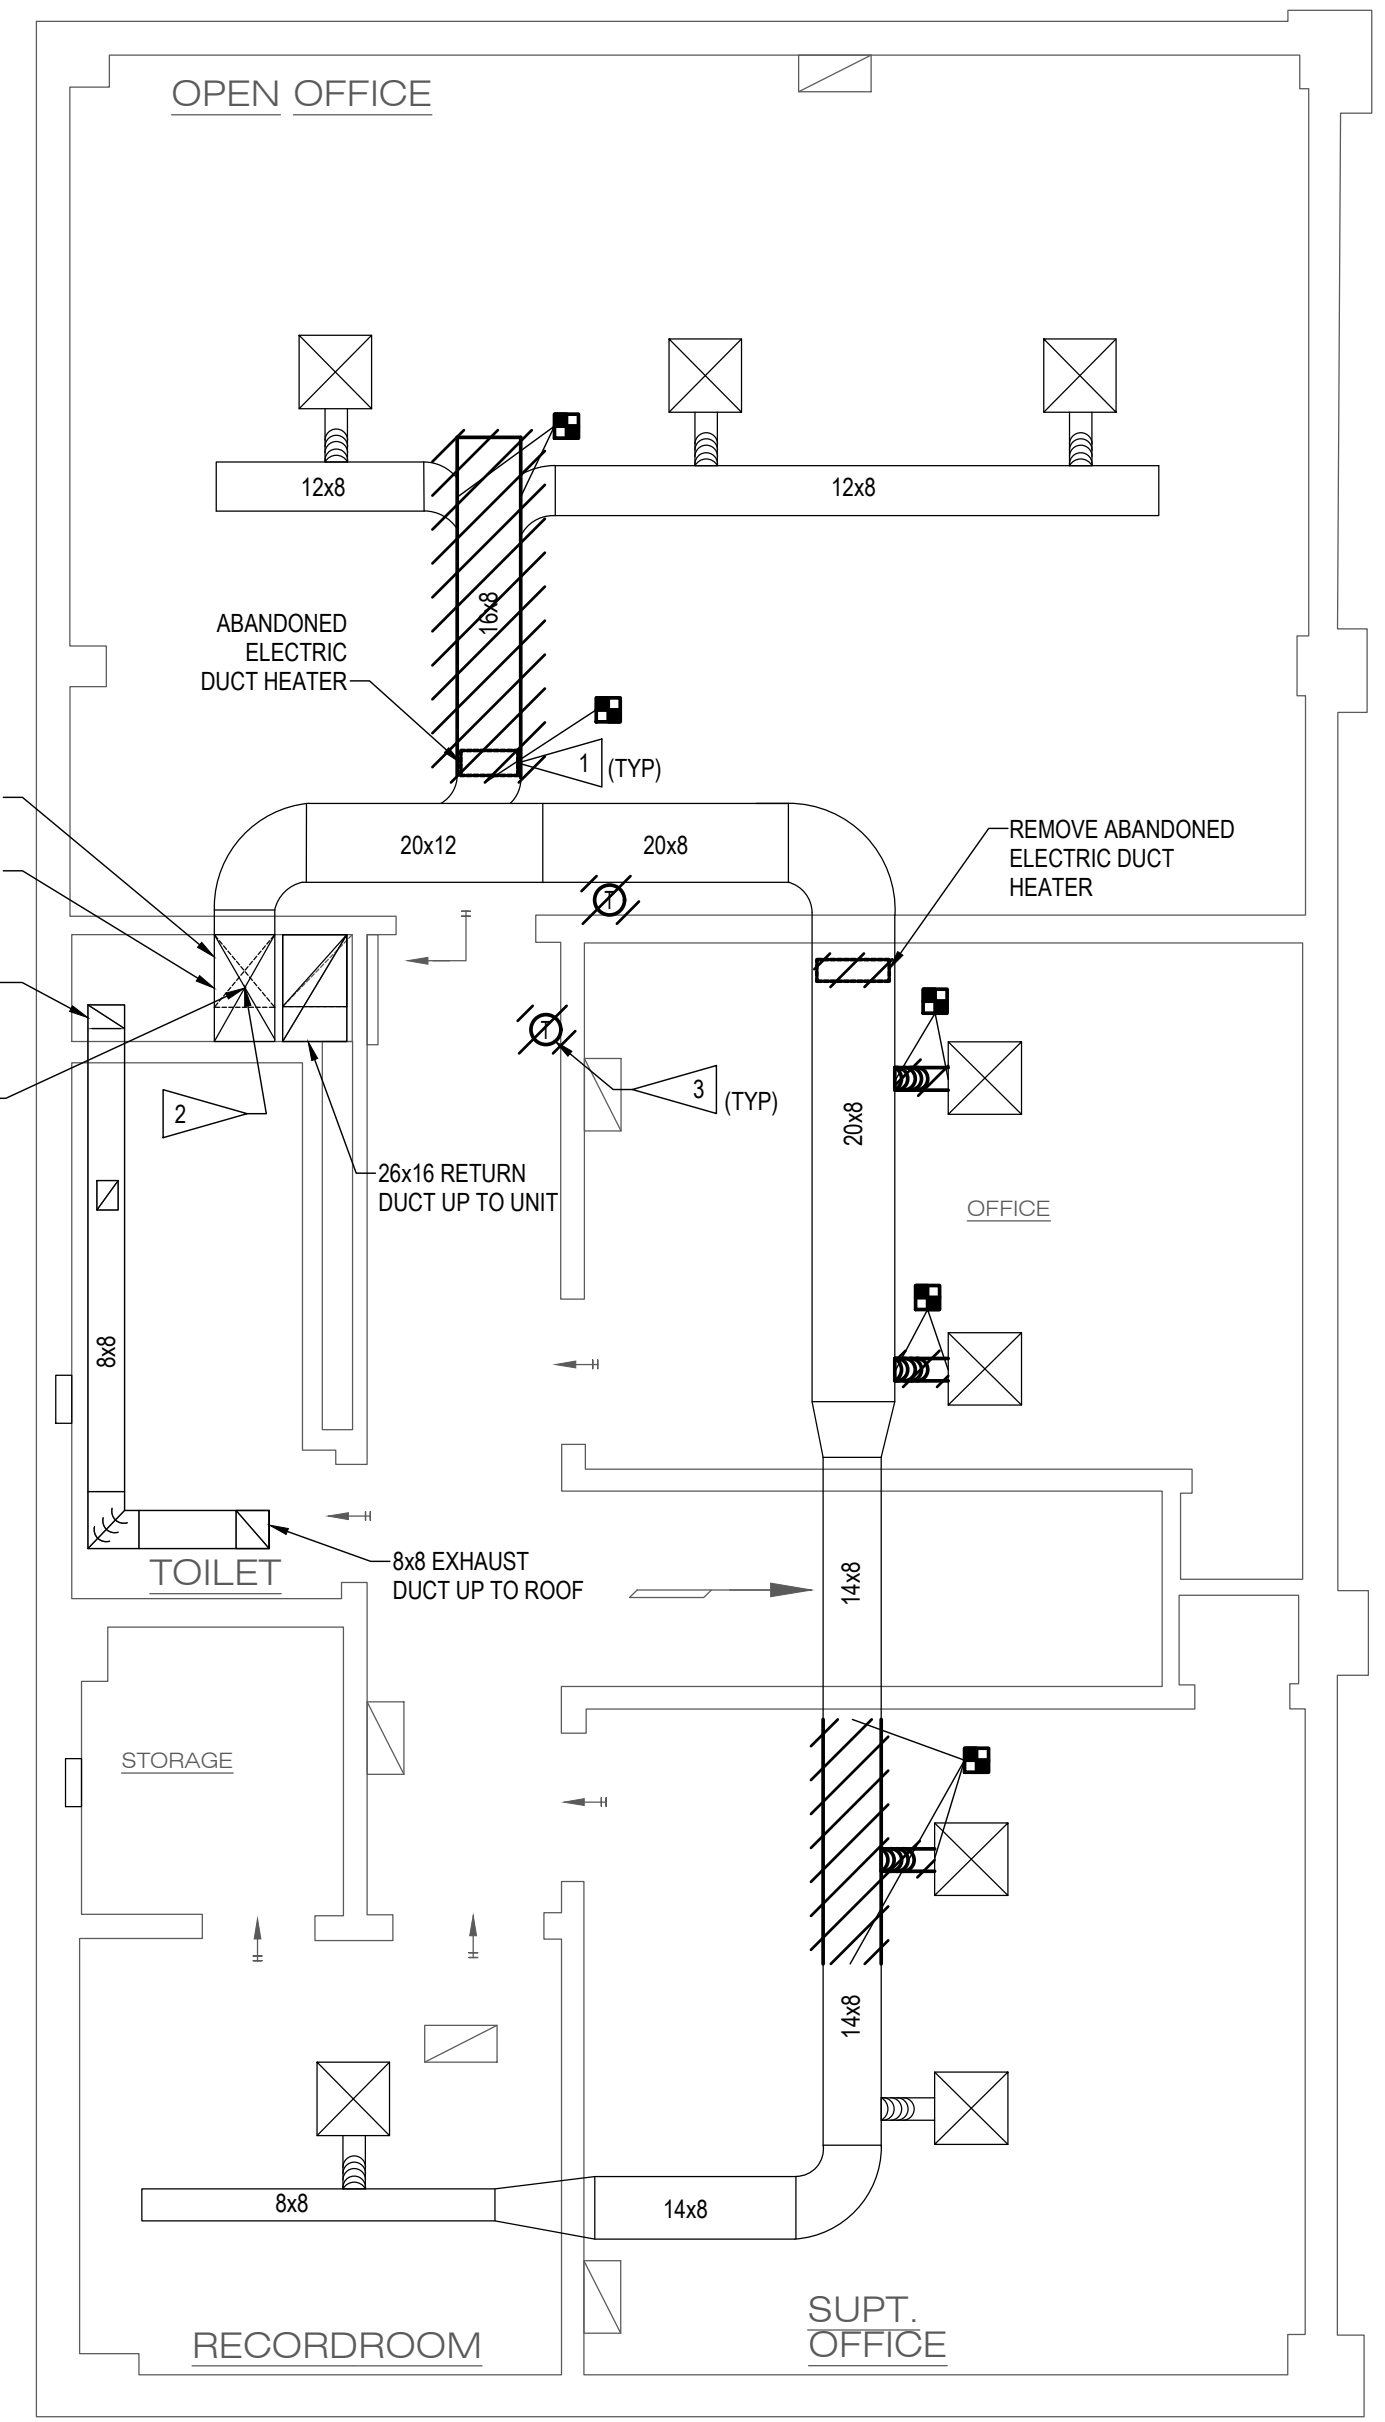 OPEN OFFICE
12x8
12x8
16x8
ABANDONED
ELECTRIC
DUCT HEATER
1
(TYP)
20x12
20x8
REMOVE ABANDONED
ELECTRIC DUCT
HEATER
T
T
3
(TYP)
2
20x8
26x16 RETURN
DUCT UP TO UNIT
OFFICE
8x8
8x8 EXHAUST
DUCT UP TO ROOF
TOILET
14x8
STORAGE
14x8
8x8
14x8
SUPT.
OFFICE
RECORDROOM